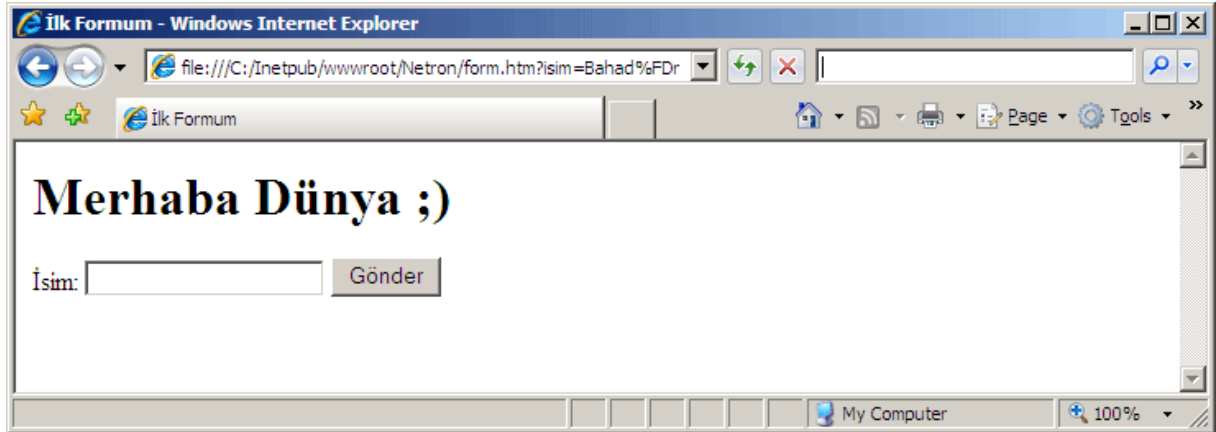 İlk Formum - Windows Internet Explorer
file:///C:/Inetpub/wwwroot/Netron/form.htm?isim=Bahad%FDr
İlk Formum
Page
Tools
»
Merhaba Dünya ;)
İsim:
Gönder
My Computer
100%